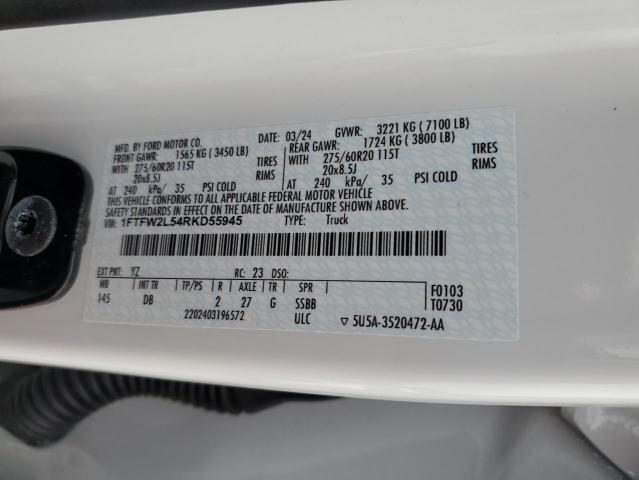 MFD. BY FORD MOTOR CO.
DATE: 03/24 GVWR: 3221 KG ( 7100 LB)
FRONT GAWR: 1565 KG ( 3450 LB) REAR GAWR: 1724 KG ( 3800 LB)
WITH 275/60R20 115T TIRES WITH 275/60R20 115T TIRES
20x8.5J RIMS 20x8.5J RIMS
AT 240 kPa/ 35 PSI COLD AT 240 kPa/ 35 PSI COLD
THIS VEHICLE CONFORMS TO ALL APPLICABLE FEDERAL MOTOR VEHICLE
SAFETY STANDARDS IN EFFECT ON THE DATE OF MANUFACTURE SHOWN ABOVE.
VIN: 1FTFW2L54RKD55945 TYPE: Truck
EXT PNT: YZ RC: 23 DSO:
WB INT TR TP/PS R AXLE TR SPR F0103
145 DB 2 27 G SSBB T0730
2202403196572 ULC ▽ 5U5A-3520472-AA